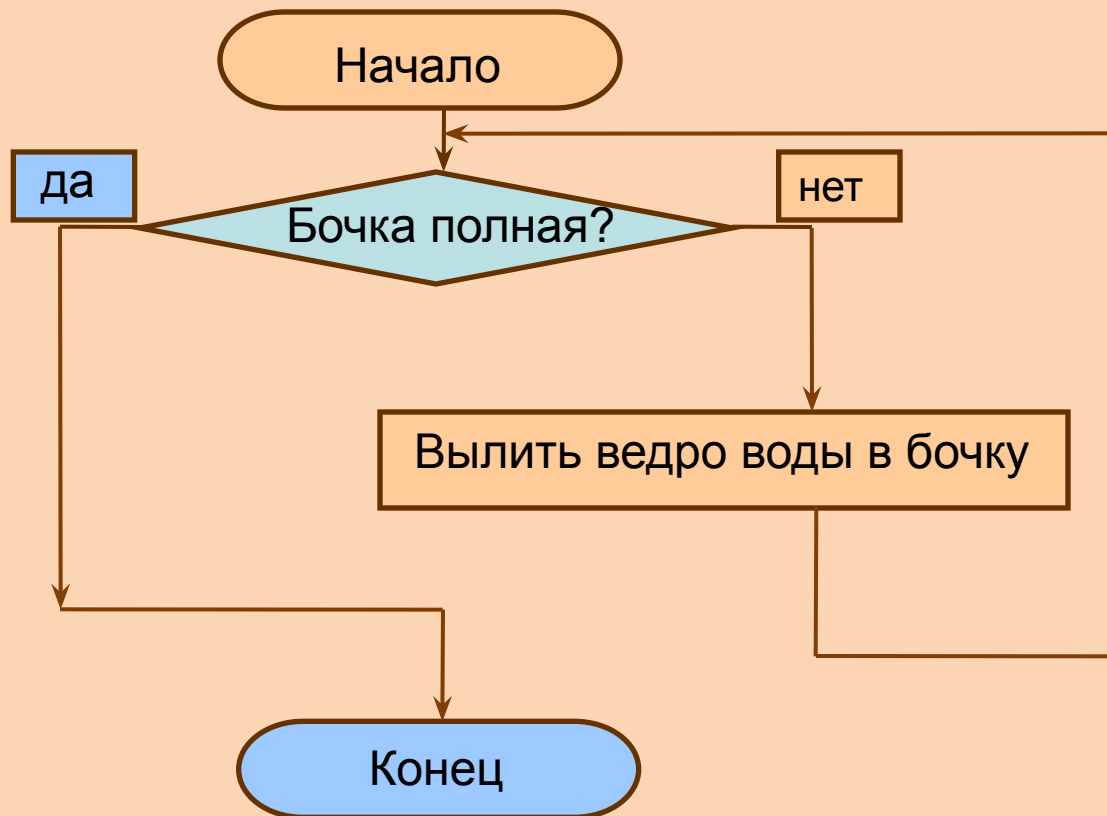 Начало
да
нет
Бочка полная?
Вылить ведро воды в бочку
Конец